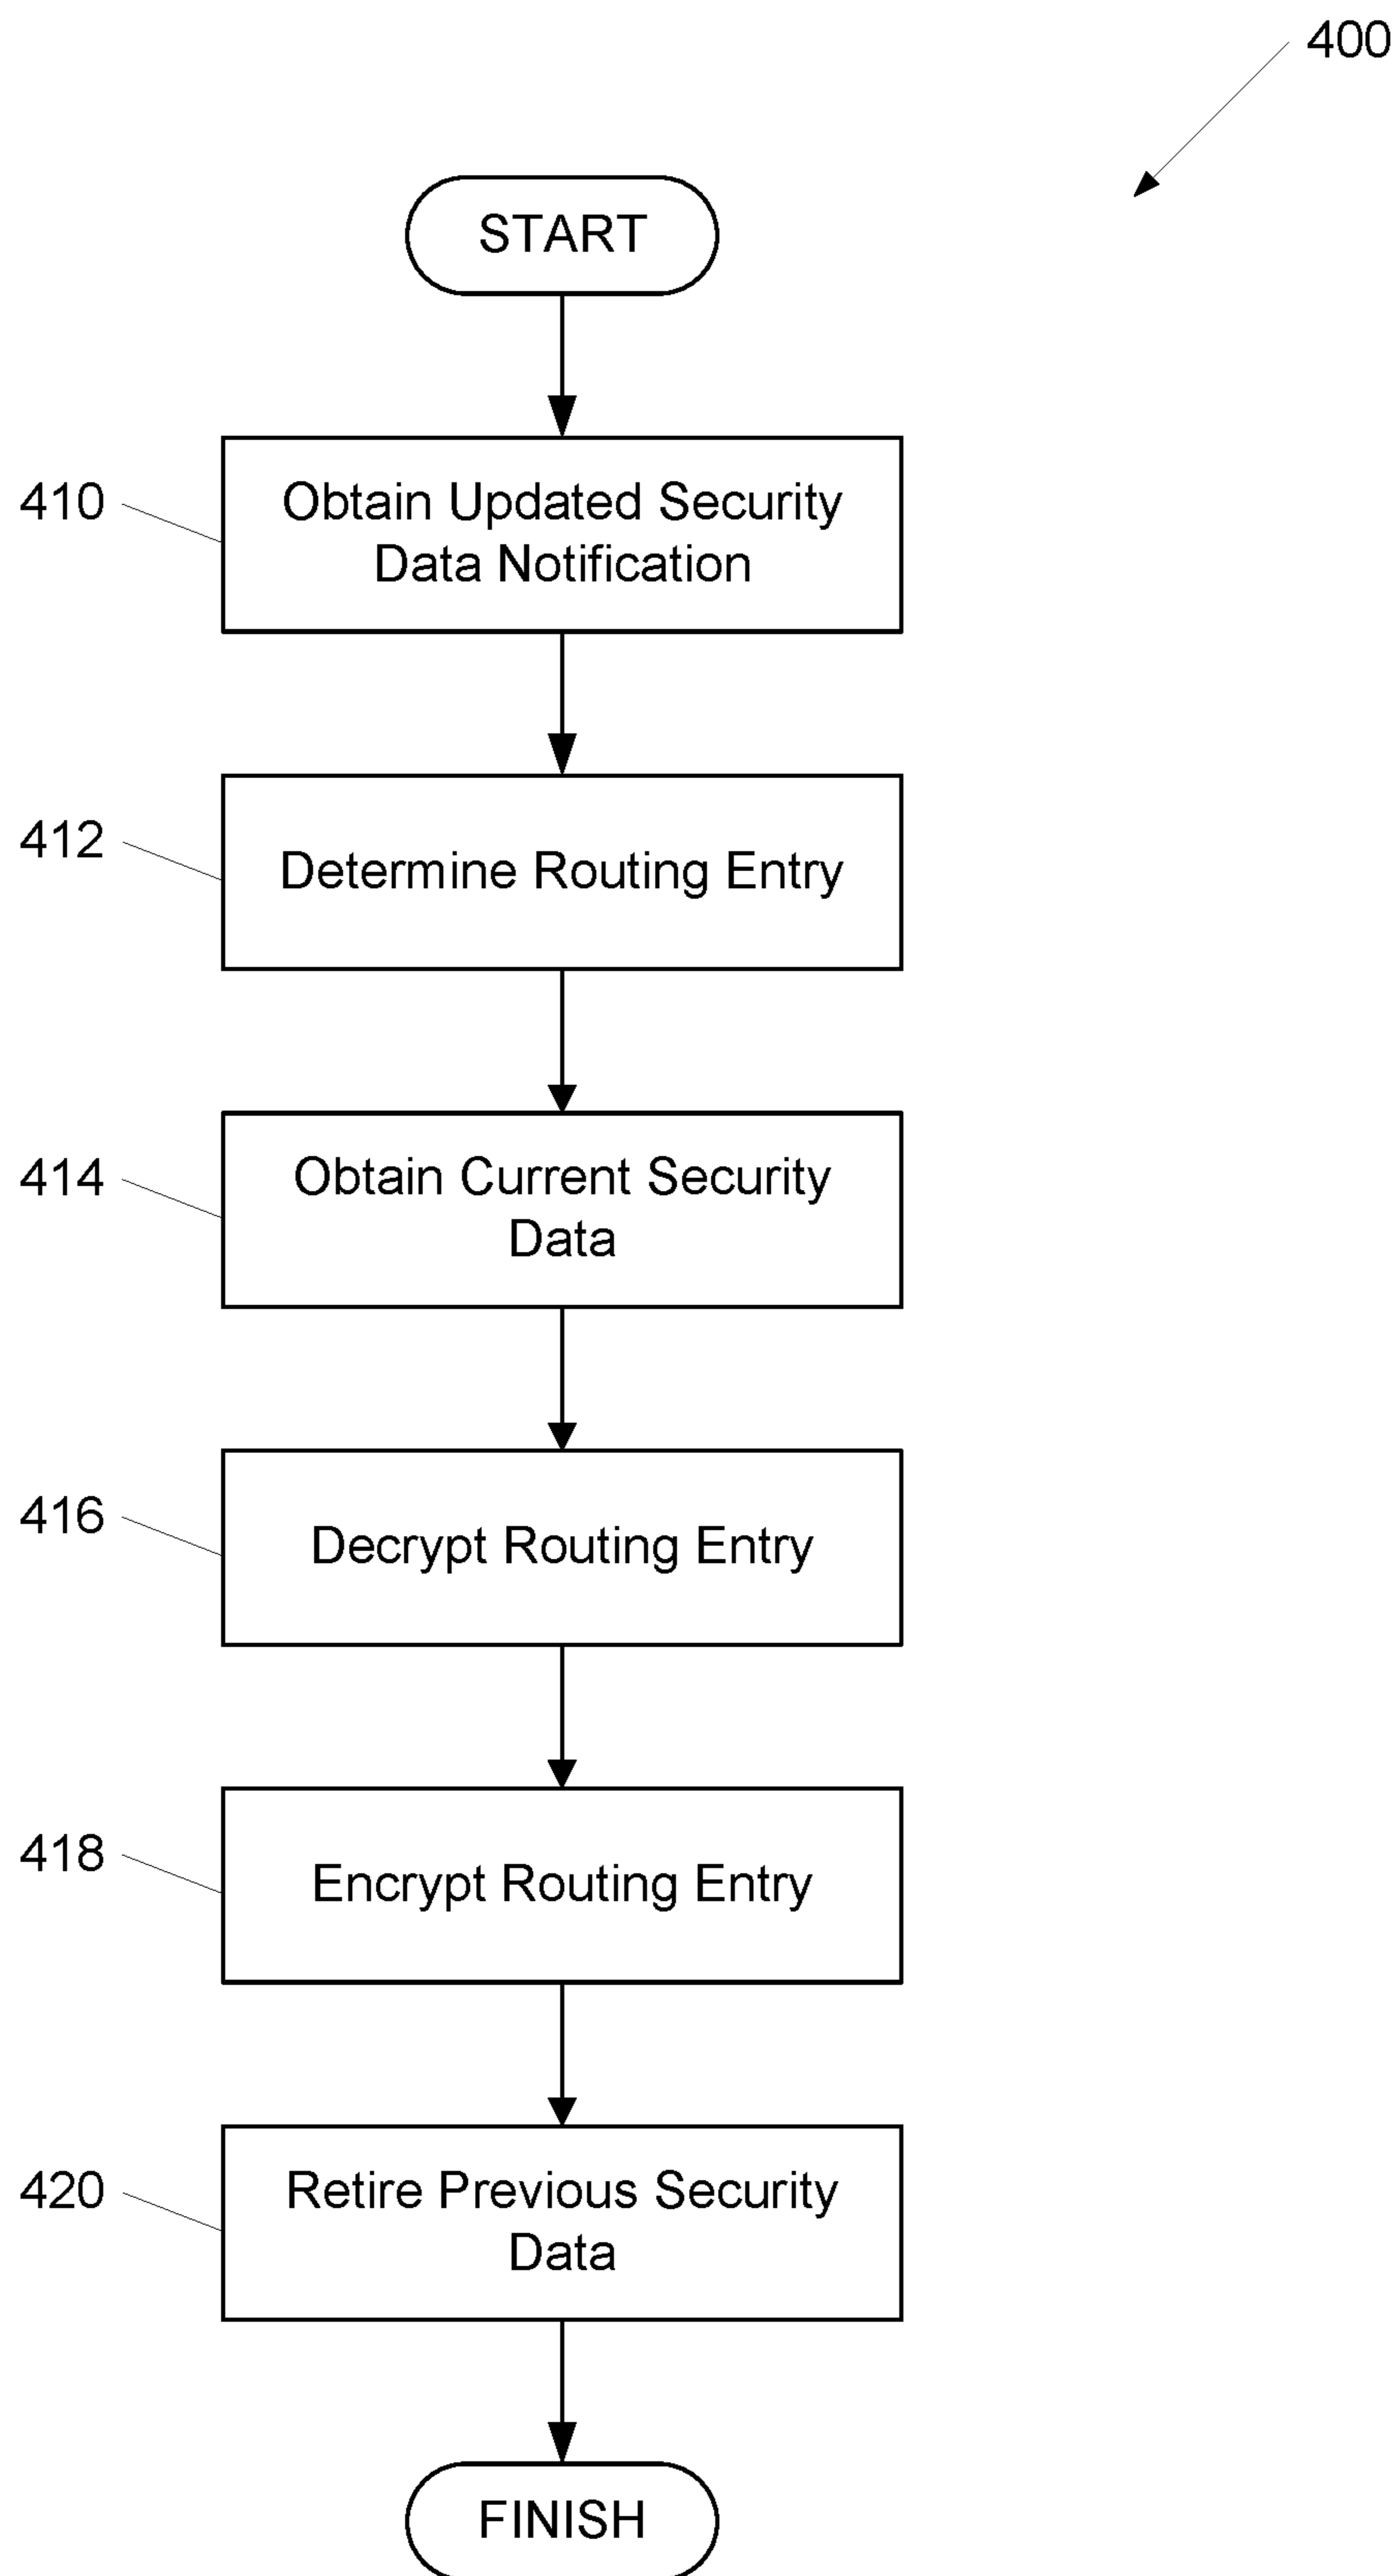 400
START
410
Obtain Updated Security
Data Notification
412
Determine Routing Entry
414
Obtain Current Security
Data
416
Decrypt Routing Entry
418
Encrypt Routing Entry
420
Retire Previous Security
Data
FINISH